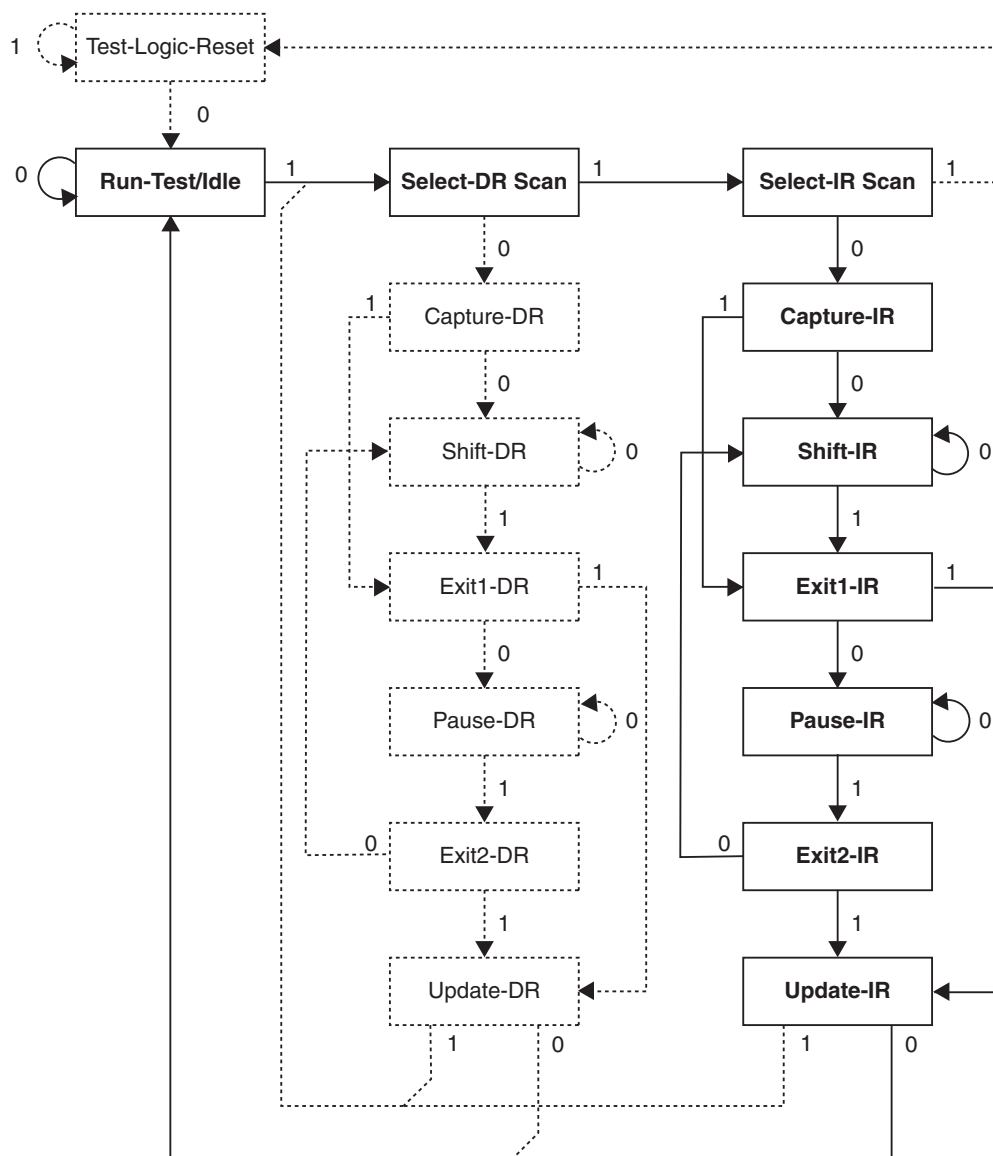 Test-Logic-Reset
1
0
Run-Test/Idle
0
1
Select-DR Scan
1
Select-IR Scan
1
0
0
1
Capture-DR
1
Capture-IR
0
0
Shift-DR
0
Shift-IR
0
1
1
Exit1-DR
1
Exit1-IR
1
0
0
Pause-DR
0
Pause-IR
0
1
1
0
Exit2-DR
0
Exit2-IR
1
1
Update-DR
Update-IR
1
0
1
0